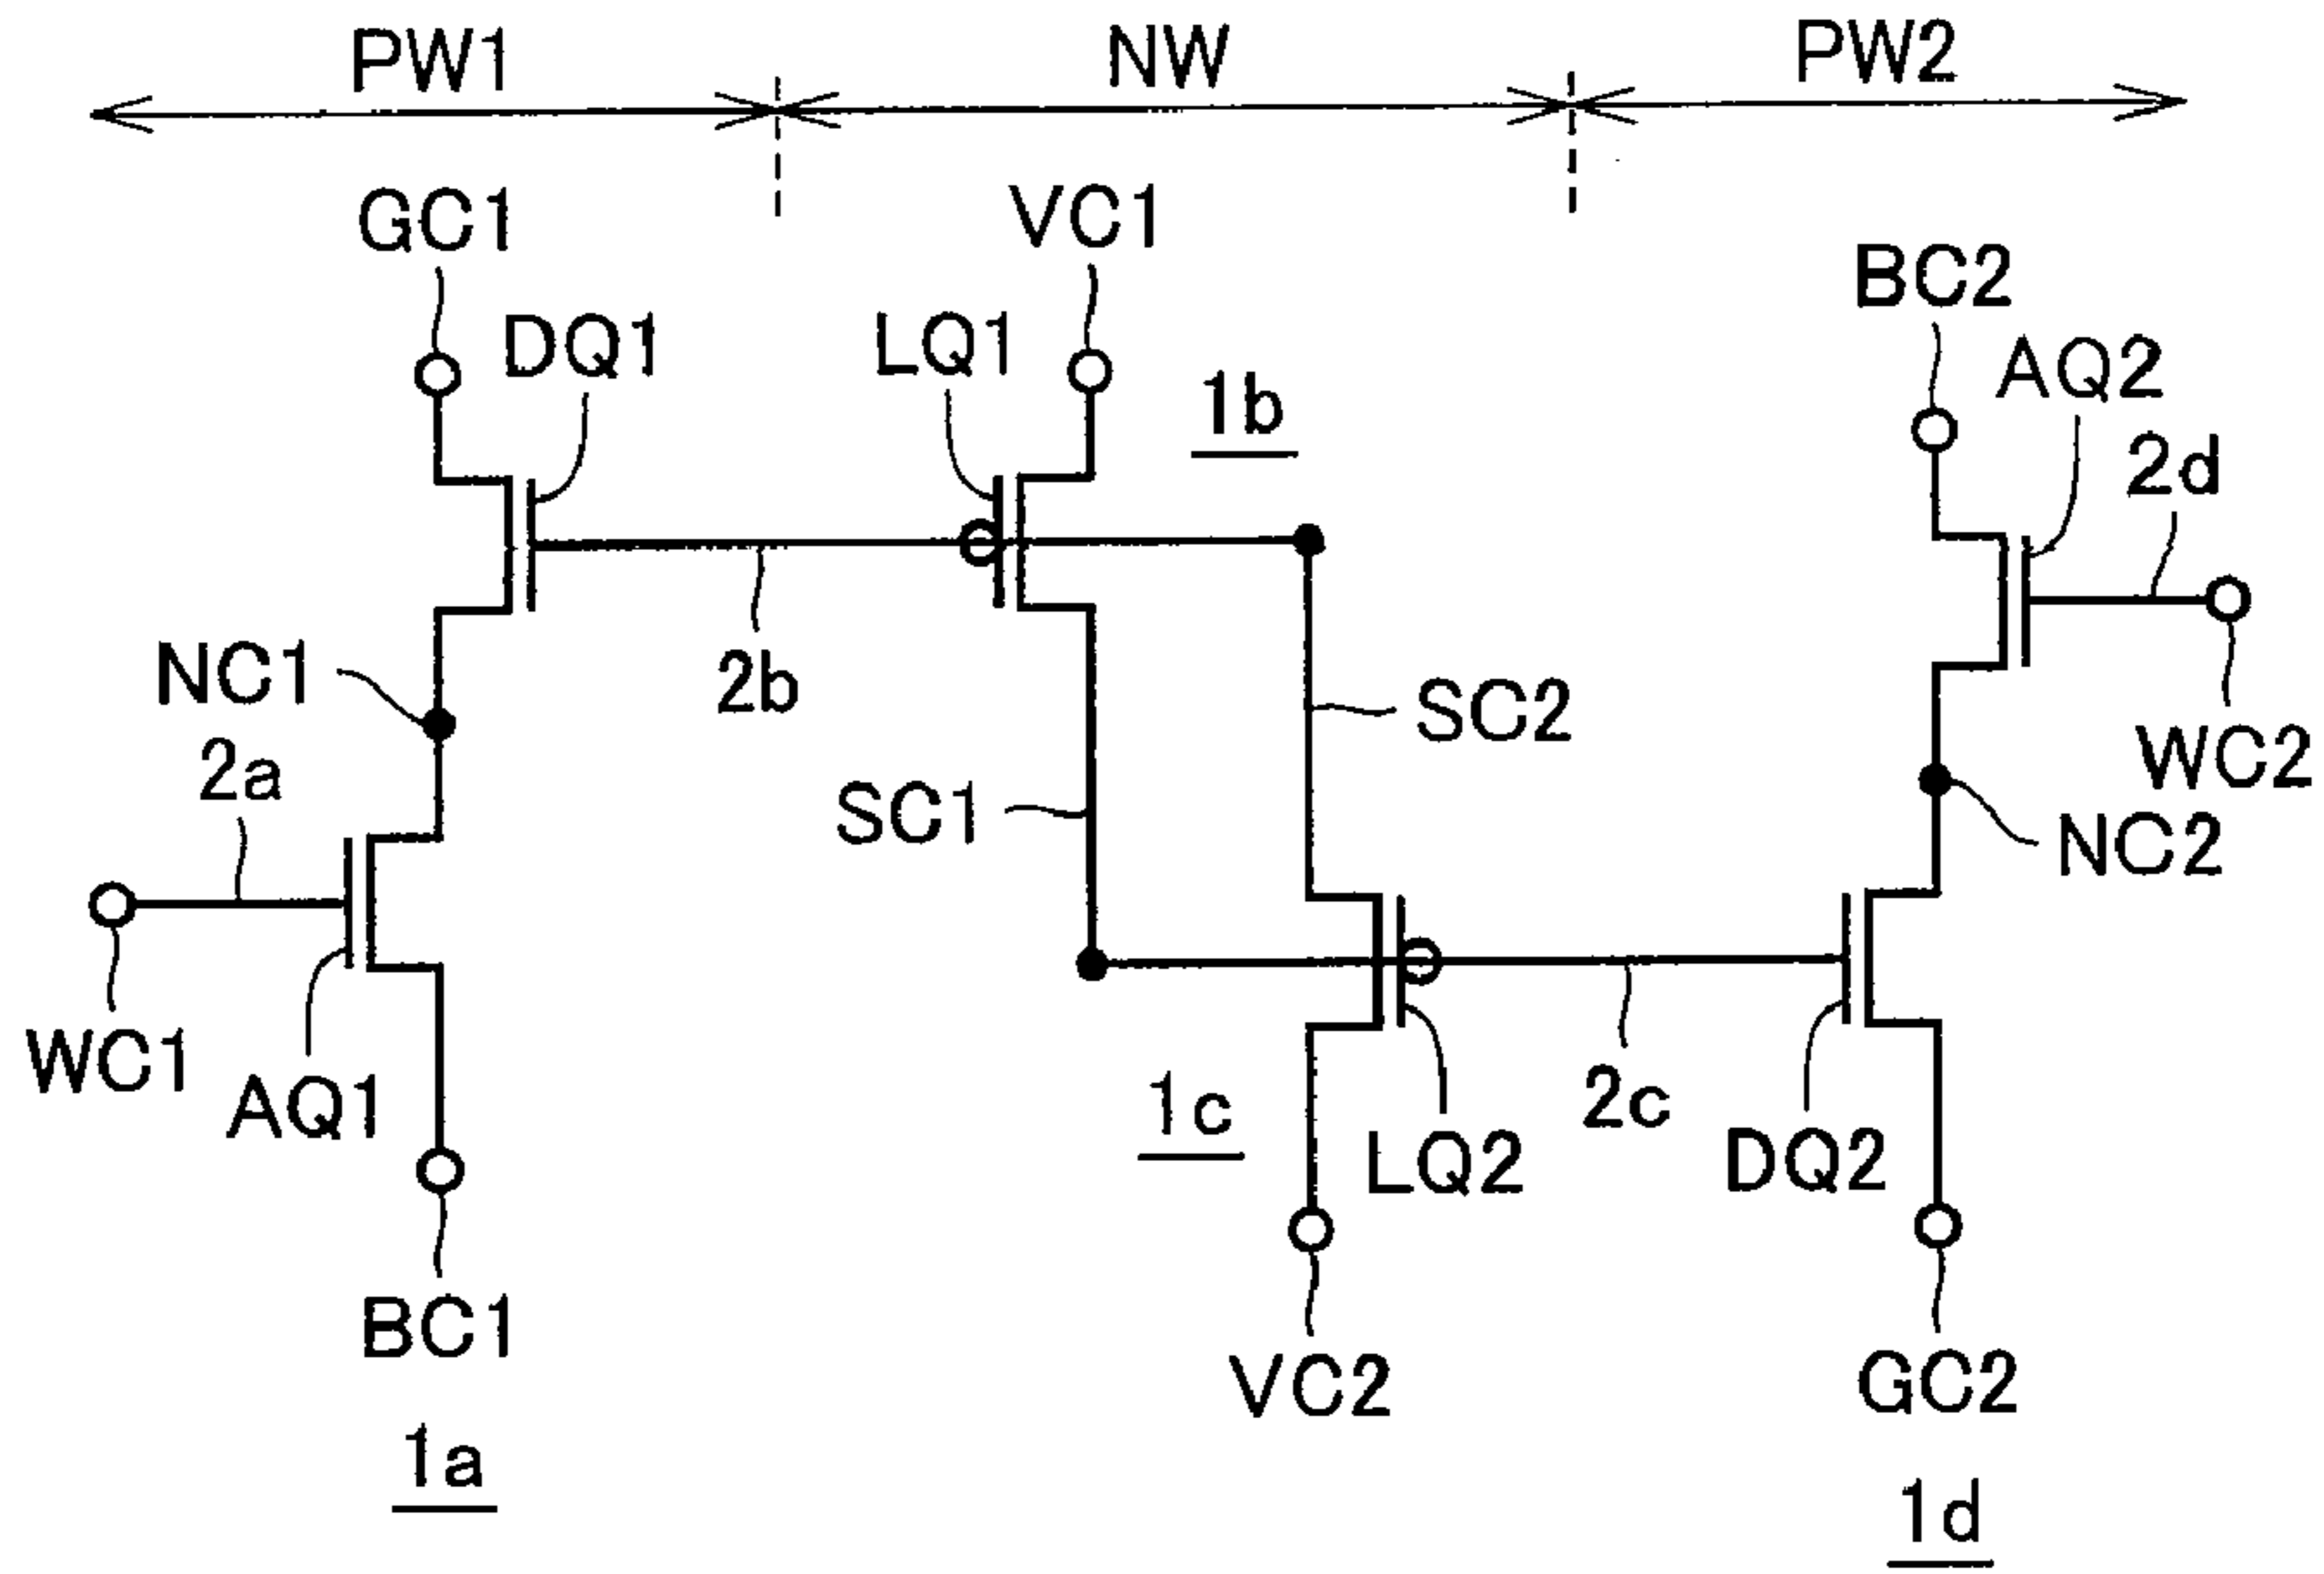 PW1 NW PW2
GC1 VC1
BC2
DQ1 LQ1
AQ2
1b
2d
NC1
2b
SC2
2a
WC2
SC1
NC2
WC1
AQ1
1c
2c
LQ2 DQ2
BC1
VC2 GC2
1a
1d